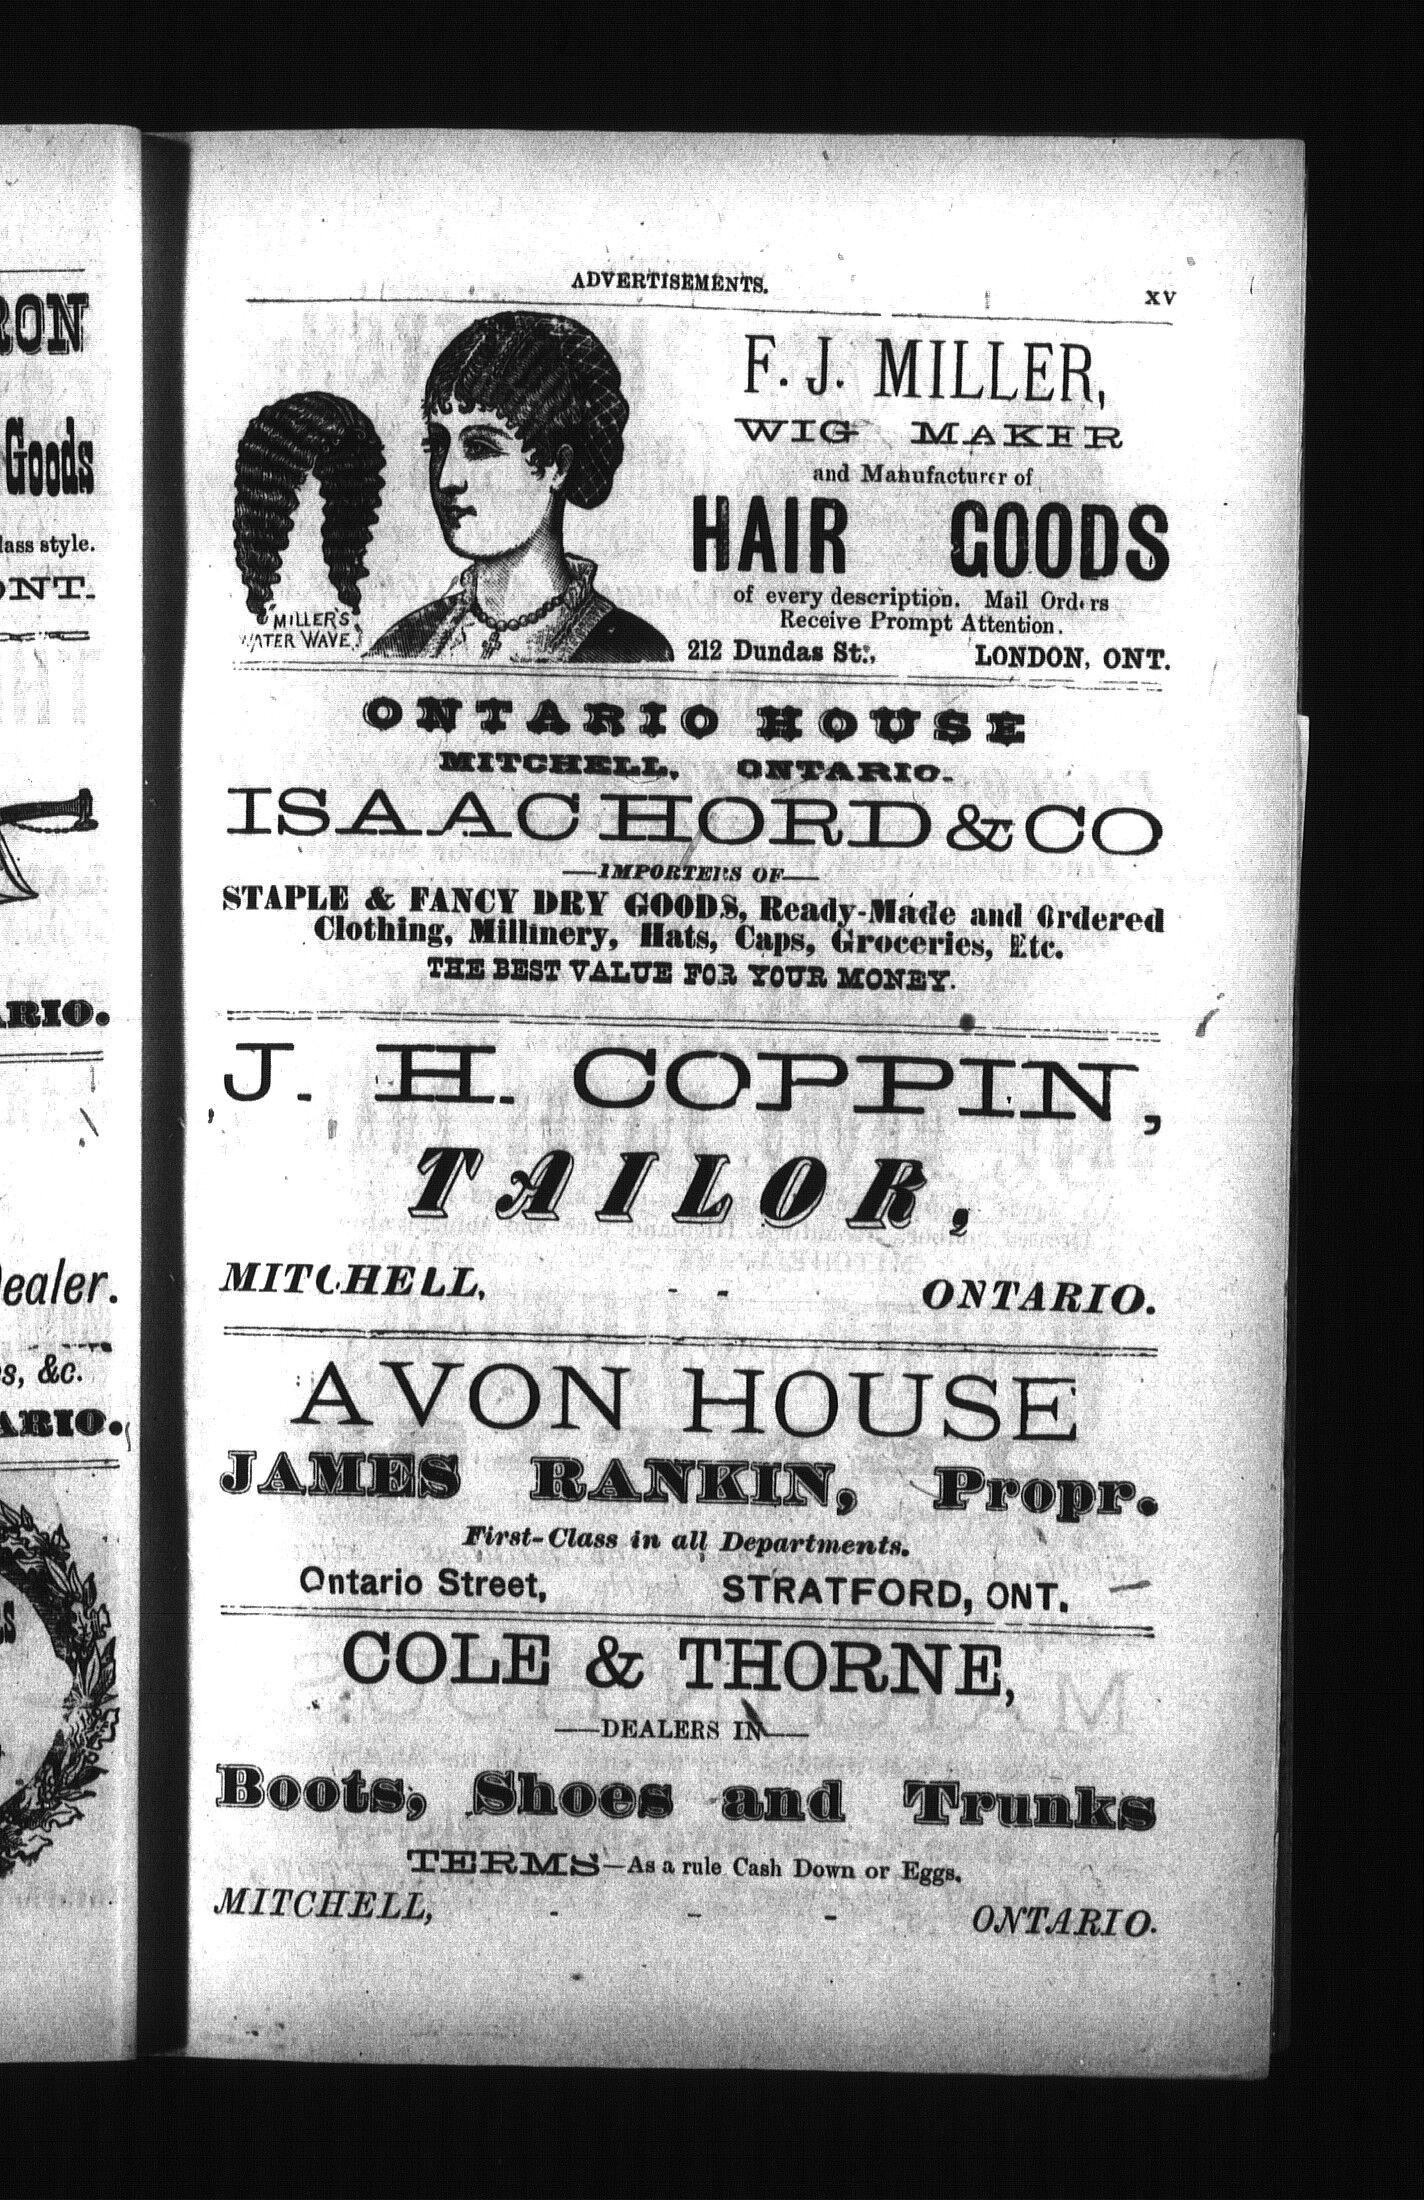 ADVERTISEMENTS.
XV
F. J. MILLER,
WIG MAKER
and Manufacturer of
HAIR GOODS
of every description. Mail Orders
Receive Prompt Attention.
212 Dundas St., LONDON, ONT.
"MILLER'S
WATER WAVE."
ONTARIO HOUSE
MITCHELL, ONTARIO.
ISAAC HORD & CO
—IMPORTERS OF—
STAPLE & FANCY DRY GOODS, Ready-Made and Ordered
Clothing, Millinery, Hats, Caps, Groceries, Etc.
THE BEST VALUE FOR YOUR MONEY.
J. H. COPPIN,
TAILOR,
MITCHELL, - - ONTARIO.
AVON HOUSE
JAMES RANKIN, Propr.
First-Class in all Departments.
Ontario Street, STRATFORD, ONT.
COLE & THORNE,
—DEALERS IN—
Boots, Shoes and Trunks
TERMS—As a rule Cash Down or Eggs.
MITCHELL, - - - ONTARIO.
RON
Goods
lass style.
ONT.
ARIO.
Dealer.
s, &c.
ARIO.